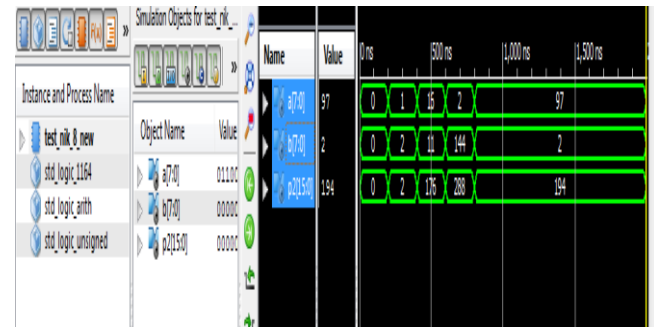 Simulation Objects for test_nik_...
Instance and Process Name
test_nik_8_new
std_logic_1164
std_logic_arith
std_logic_unsigned
Object Name Value
a[7:0] 01100
b[7:0] 00000
p2[15:0] 00000
Name Value 0 ns 500 ns 1,000 ns 1,500 ns
a[7:0] 97 0 1 16 2 97
b[7:0] 2 0 2 11 144 2
p2[15:0] 194 0 2 176 288 194